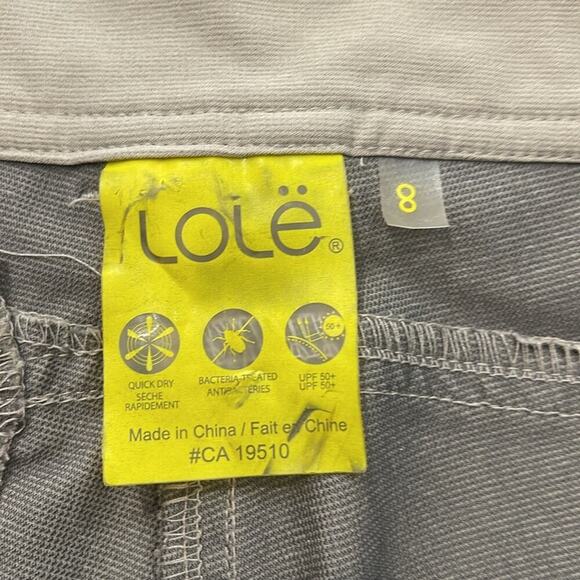 LOLË®
8
50+
QUICK DRY
SECHE
RAPIDEMENT
BACTERIA-TREATED
ANTIBACTERIES
UPF 50+
UPF 50+
Made in China / Fait en Chine
#CA 19510